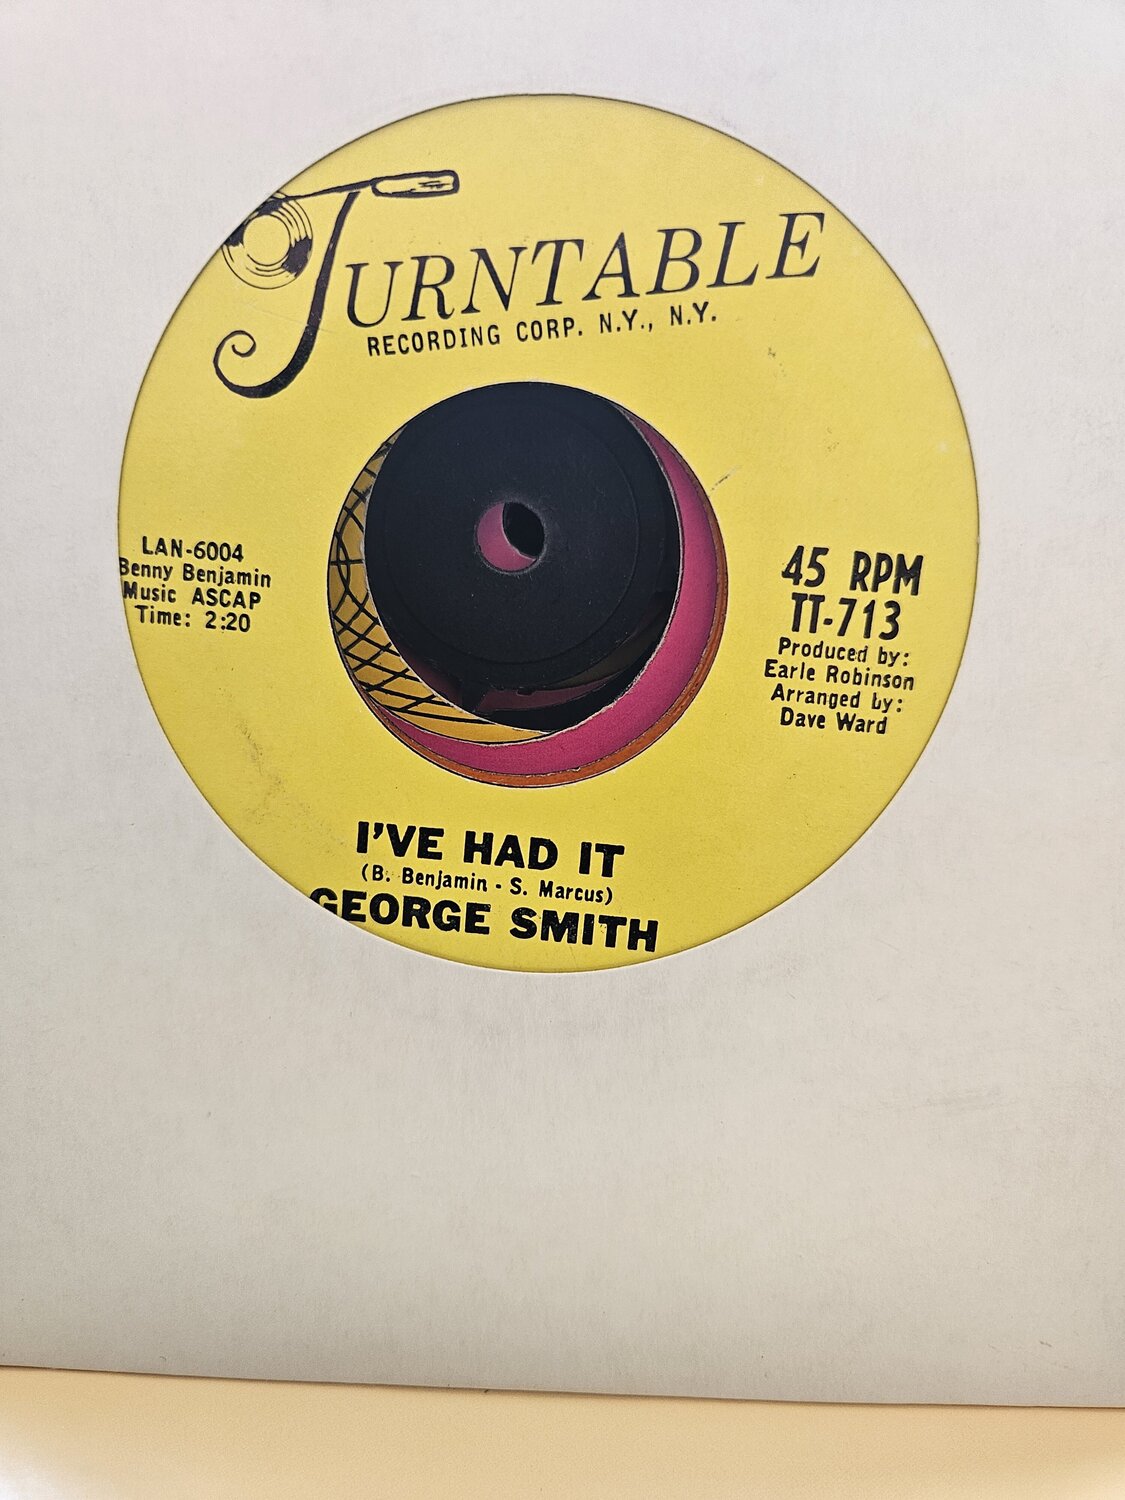 TURNTABLE
RECORDING CORP. N.Y., N.Y.
LAN-6004
Benny Benjamin
Music ASCAP
Time: 2:20
45 RPM
TT-713
Produced by:
Earle Robinson
Arranged by:
Dave Ward
I'VE HAD IT
(B. Benjamin - S. Marcus)
GEORGE SMITH